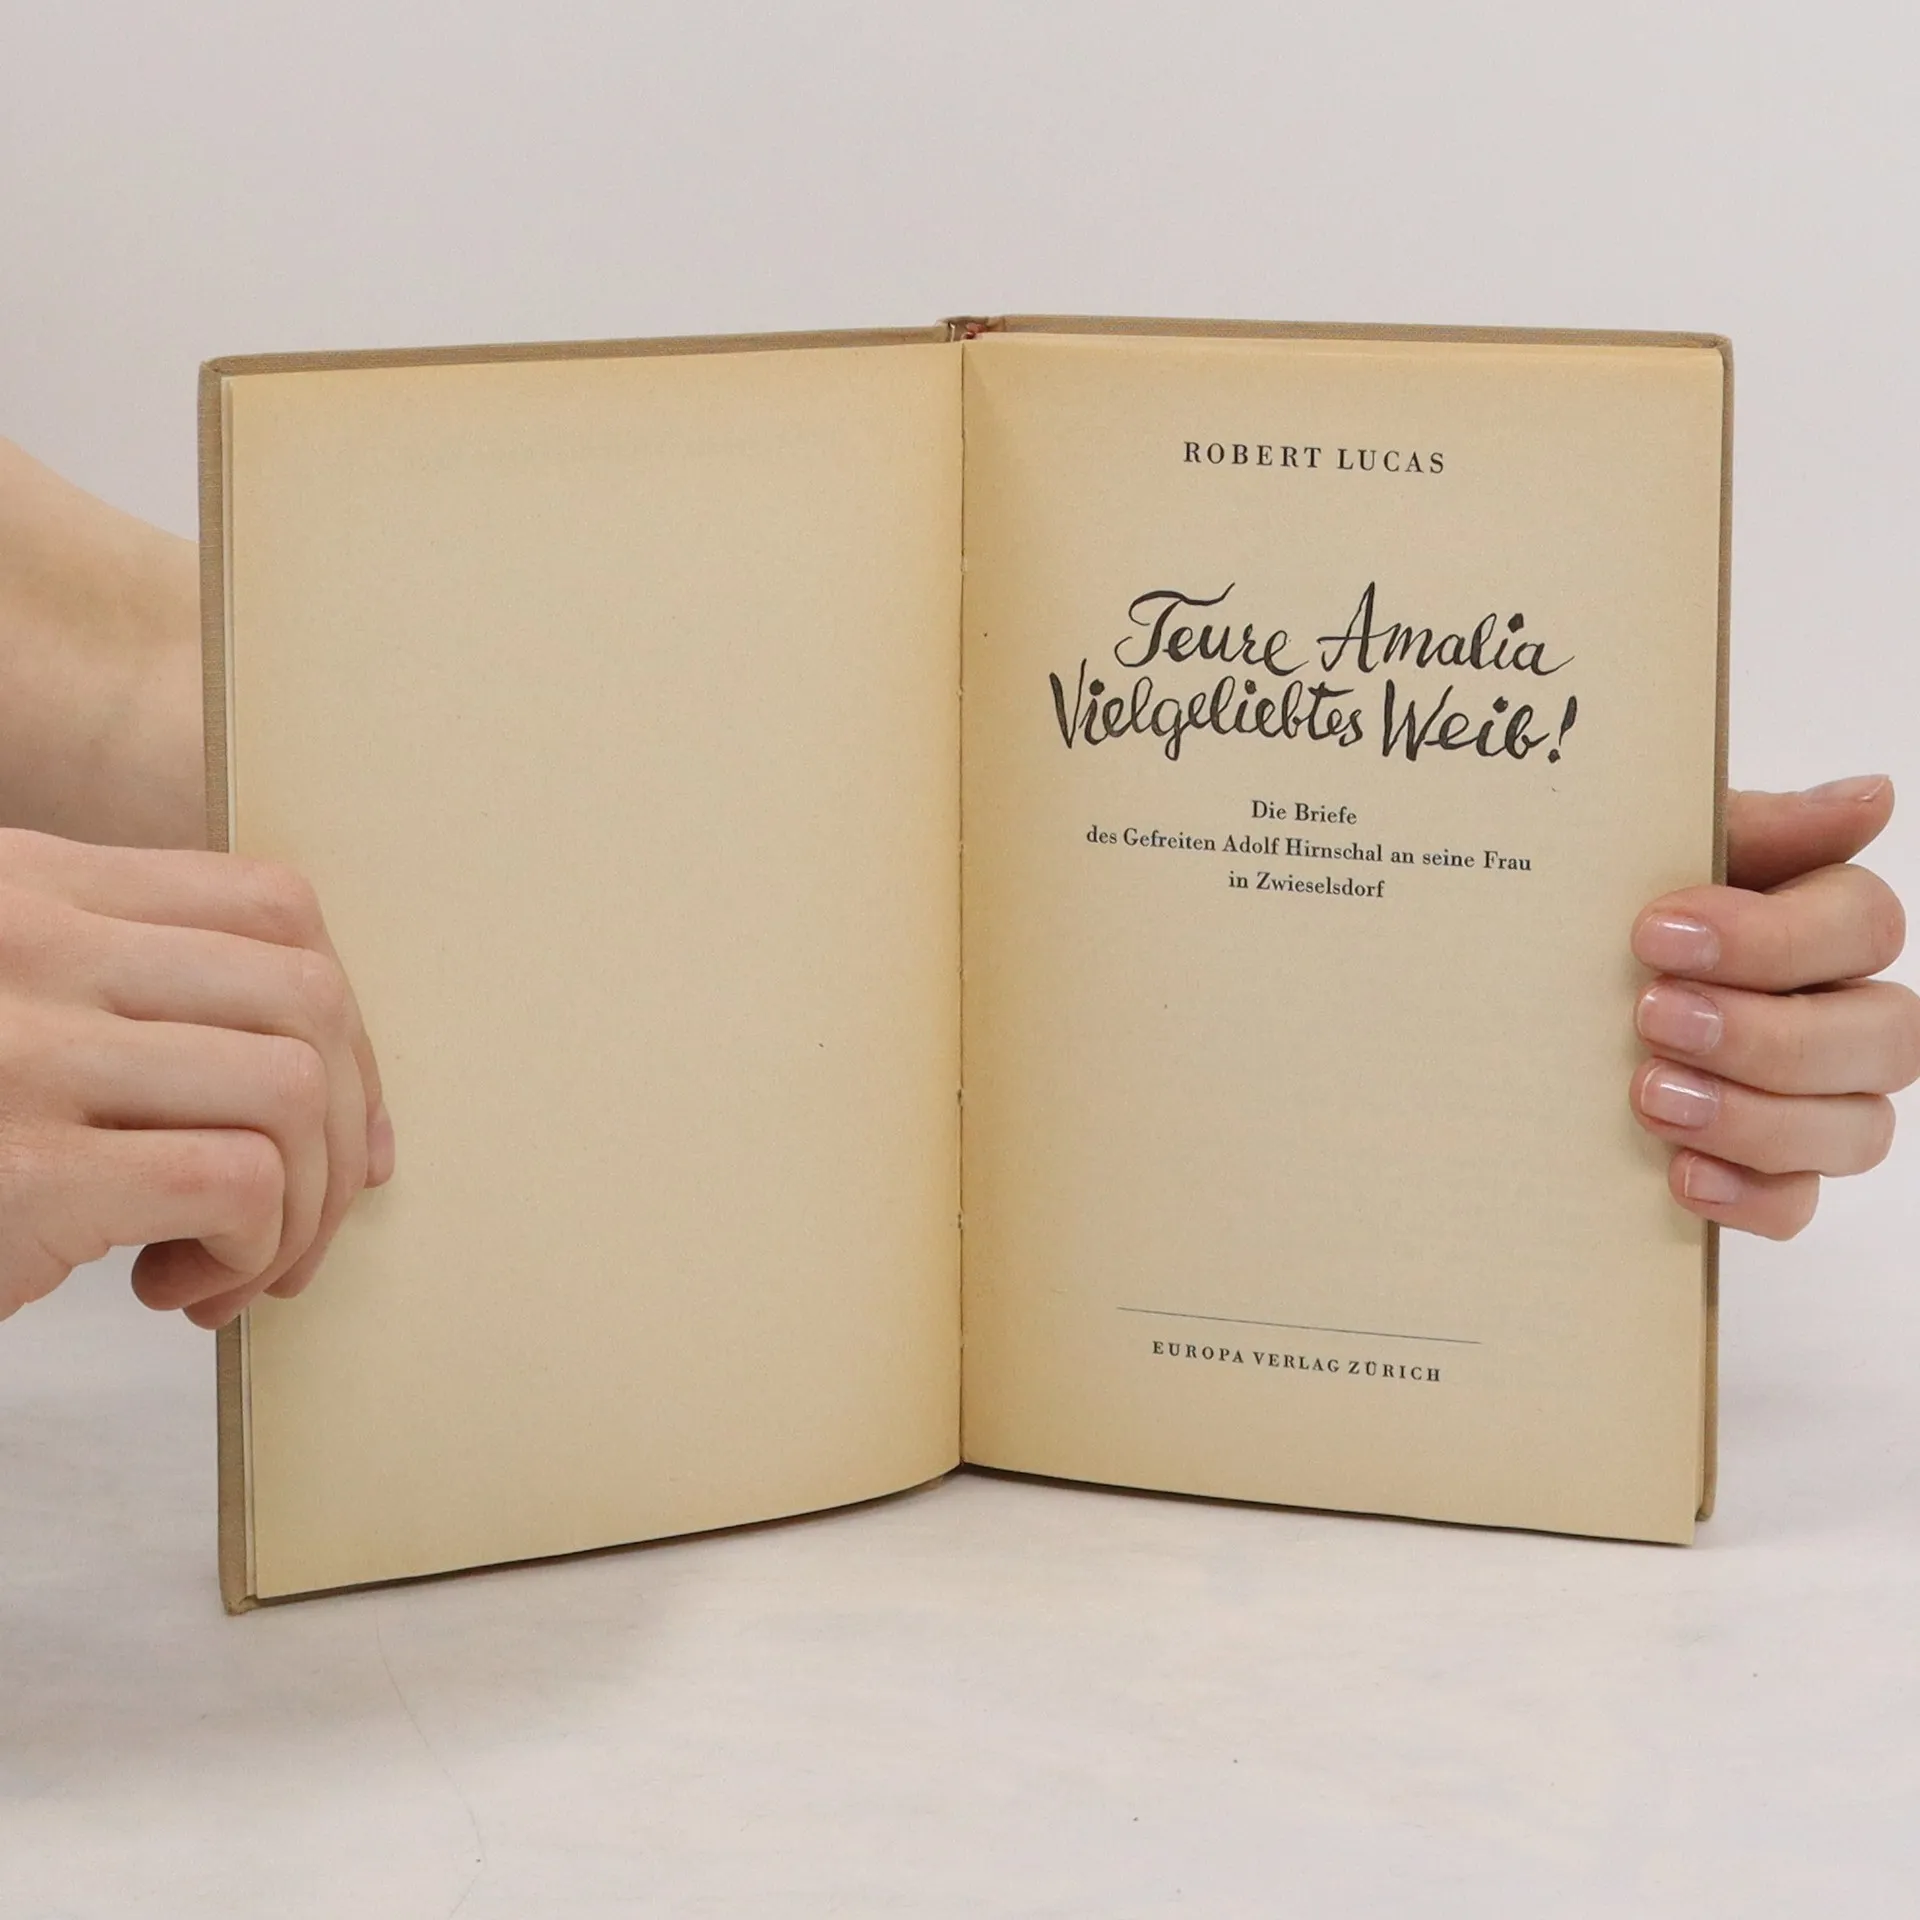 ROBERT LUCAS
Teure Amalia
Vielgeliebtes Weib!
Die Briefe
des Gefreiten Adolf Hirnschal an seine Frau
in Zwieselsdorf
EUROPA VERLAG ZÜRICH